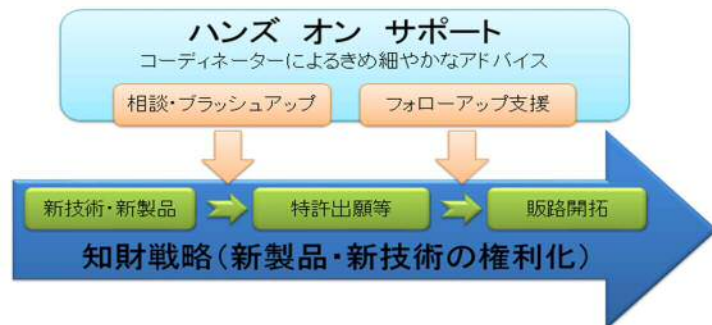 ハンズ オン サポート
コーディネーターによるきめ細やかなアドバイス
相談・ブラッシュアップ
フォローアップ支援
新技術・新製品
特許出願等
販路開拓
知財戦略(新製品・新技術の権利化)